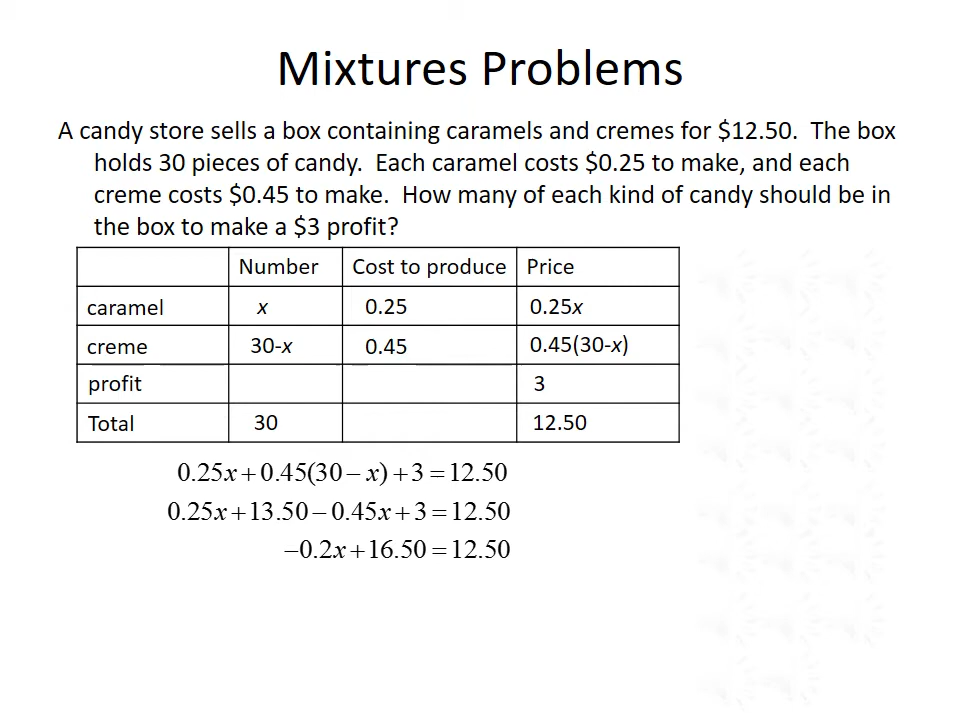 Mixtures Problems
A candy store sells a box containing caramels and cremes for $12.50. The box
holds 30 pieces of candy. Each caramel costs $0.25 to make, and each
creme costs $0.45 to make. How many of each kind of candy should be in
the box to make a $3 profit?
Number Cost to produce Price
caramel x 0.25 0.25x
creme 30-x 0.45 0.45(30-x)
profit 3
Total 30 12.50
0.25x+0.45(30−x)+3=12.50
0.25x+13.50−0.45x+3=12.50
−0.2x+16.50=12.50